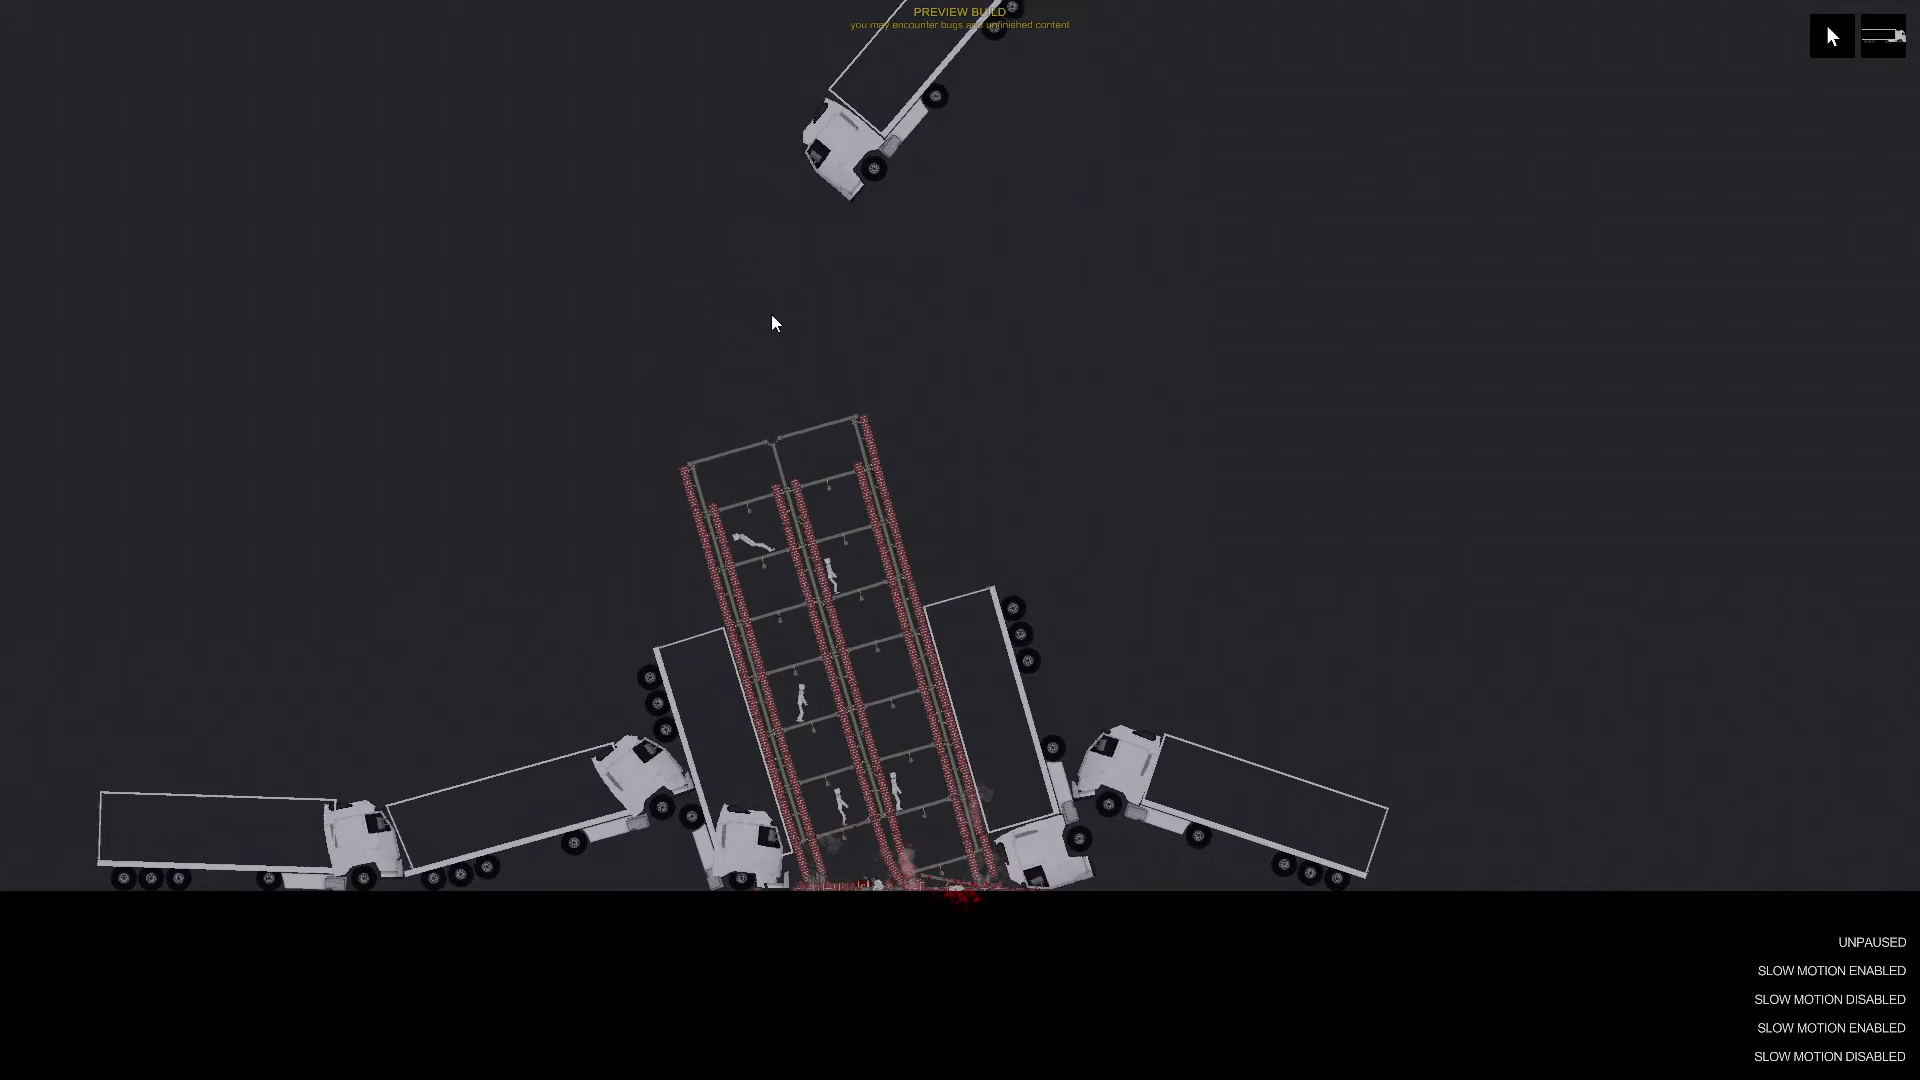 PREVIEW BUILD
you may encounter bugs and unfinished content
UNPAUSED
SLOW MOTION ENABLED
SLOW MOTION DISABLED
SLOW MOTION ENABLED
SLOW MOTION DISABLED